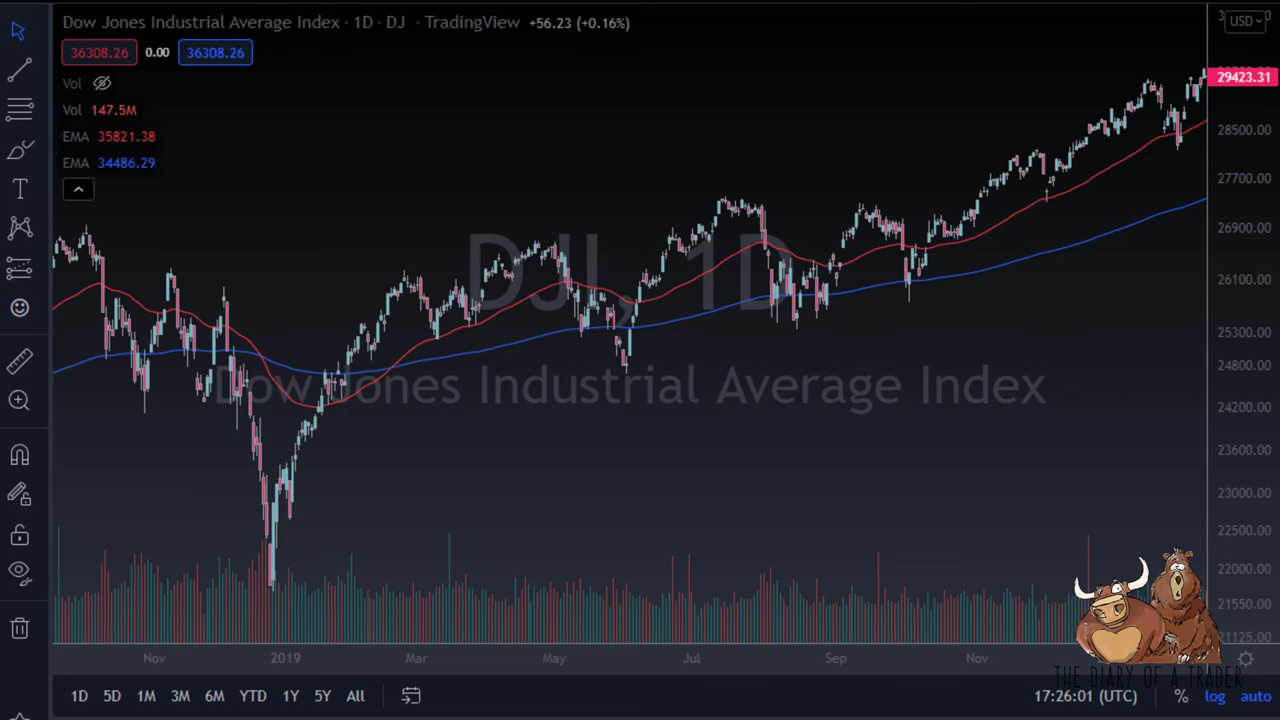 Dow Jones Industrial Average Index · 1D · DJ · TradingView +56.23 (+0.16%)
36308.26 0.00 36308.26
Vol
Vol 147.5M
EMA 35821.38
EMA 34486.29
USD
29423.31
28500.00
27700.00
26900.00
26100.00
25300.00
24800.00
24200.00
23600.00
23000.00
22500.00
22000.00
21550.00
21125.00
DJI, 1D
Dow Jones Industrial Average Index
Nov 2019 Mar May Jul Sep Nov
THE DIARY OF A TRADER
1D 5D 1M 3M 6M YTD 1Y 5Y All 17:26:01 (UTC) % log auto